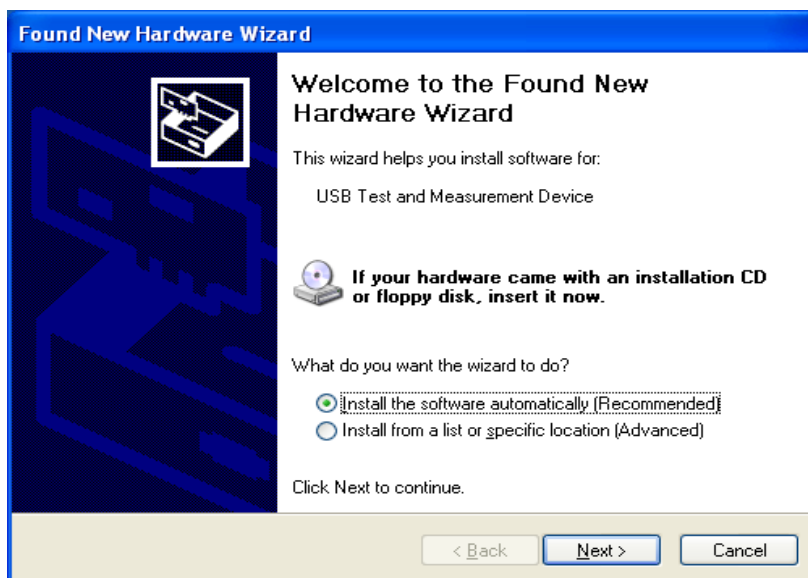 Found New Hardware Wizard
Welcome to the Found New
Hardware Wizard
This wizard helps you install software for:
USB Test and Measurement Device
If your hardware came with an installation CD
or floppy disk, insert it now.
What do you want the wizard to do?
Install the software automatically (Recommended)
Install from a list or specific location (Advanced)
Click Next to continue.
< Back Next > Cancel